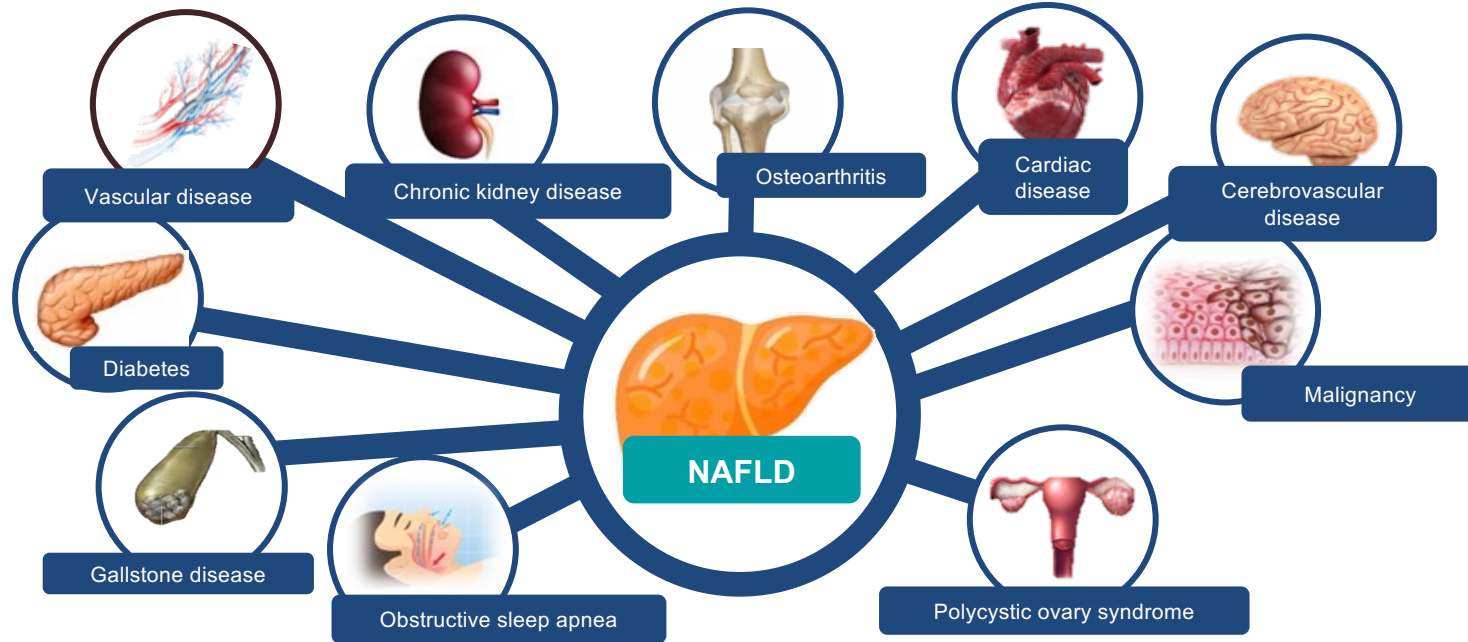 Vascular disease
Chronic kidney disease
Osteoarthritis
Cardiac
disease
Cerebrovascular
disease
Diabetes
Malignancy
NAFLD
Gallstone disease
Obstructive sleep apnea
Polycystic ovary syndrome